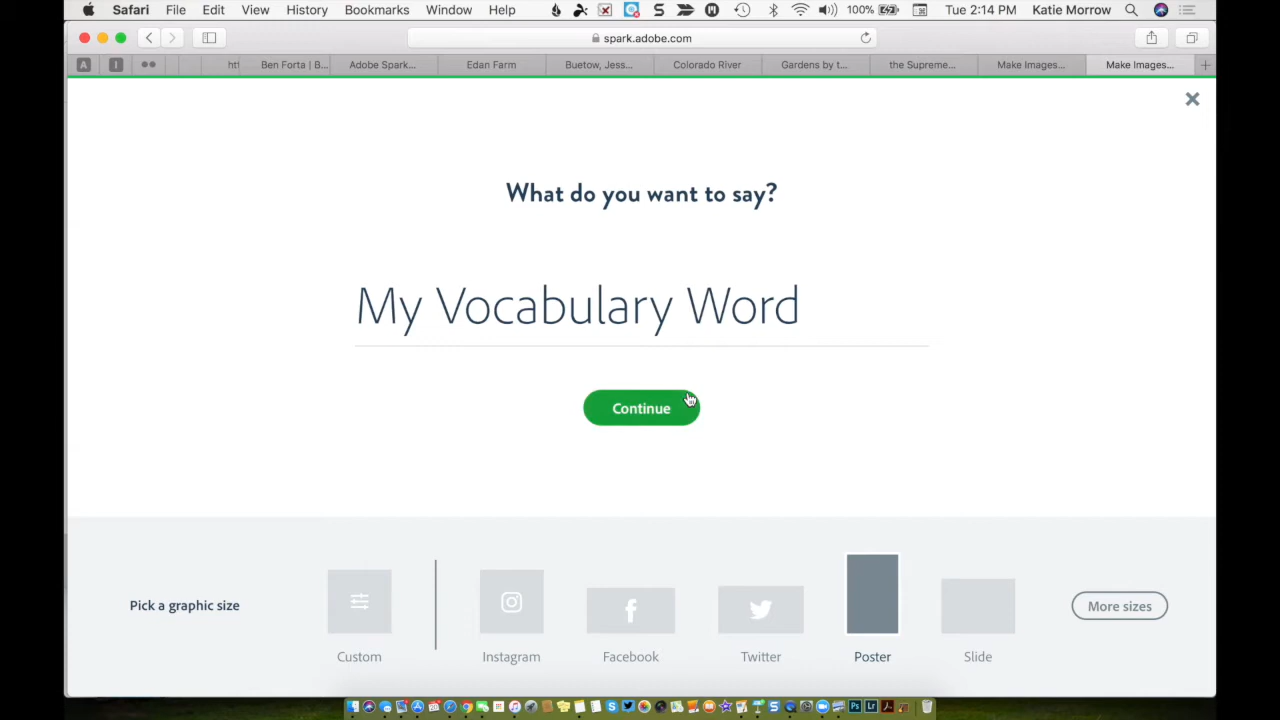 Safari File Edit View History Bookmarks Window Help 100% Tue 2:14 PM Katie Morrow
spark.adobe.com
A I htt Ben Forta | B... Adobe Spark... Edan Farm Buetow, Jess... Colorado River Gardens by t... the Supreme... Make Images... Make Images...
What do you want to say?
My Vocabulary Word
Continue
Pick a graphic size
More sizes
Custom Instagram Facebook Twitter Poster Slide